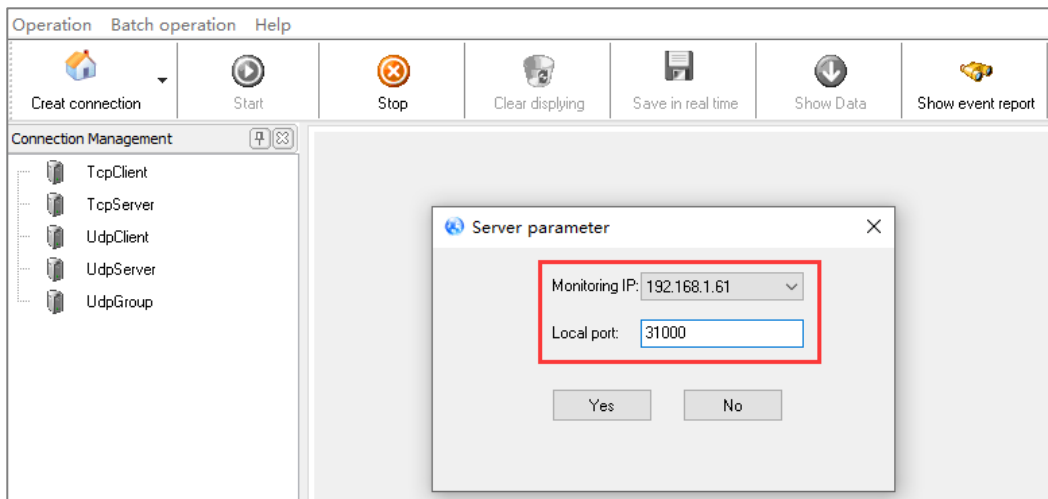 Operation Batch operation Help
Creat connection Start Stop Clear displying Save in real time Show Data Show event report
Connection Management
TcpClient
TcpServer
UdpClient
UdpServer
UdpGroup
Server parameter
Monitoring IP: 192.168.1.61
Local port: 31000
Yes No